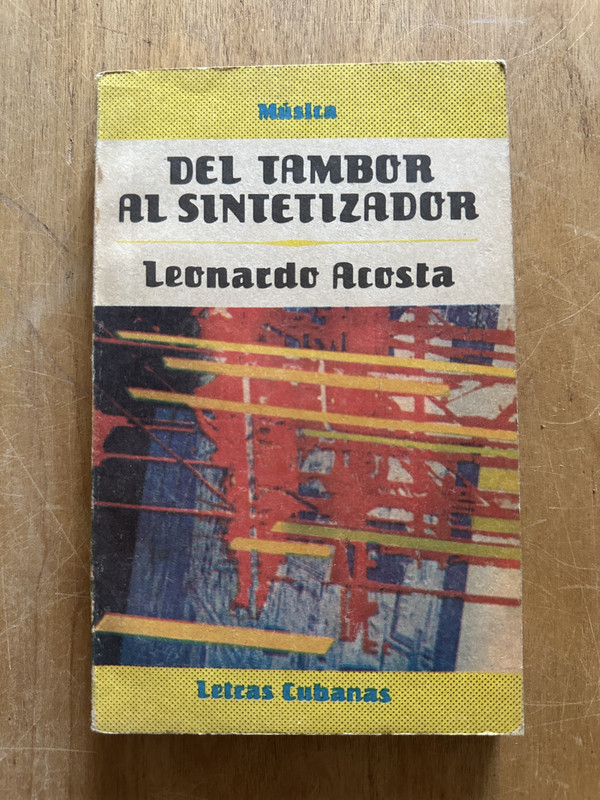 Música
DEL TAMBOR
AL SINTETIZADOR
Leonardo Acosta
Letras Cubanas